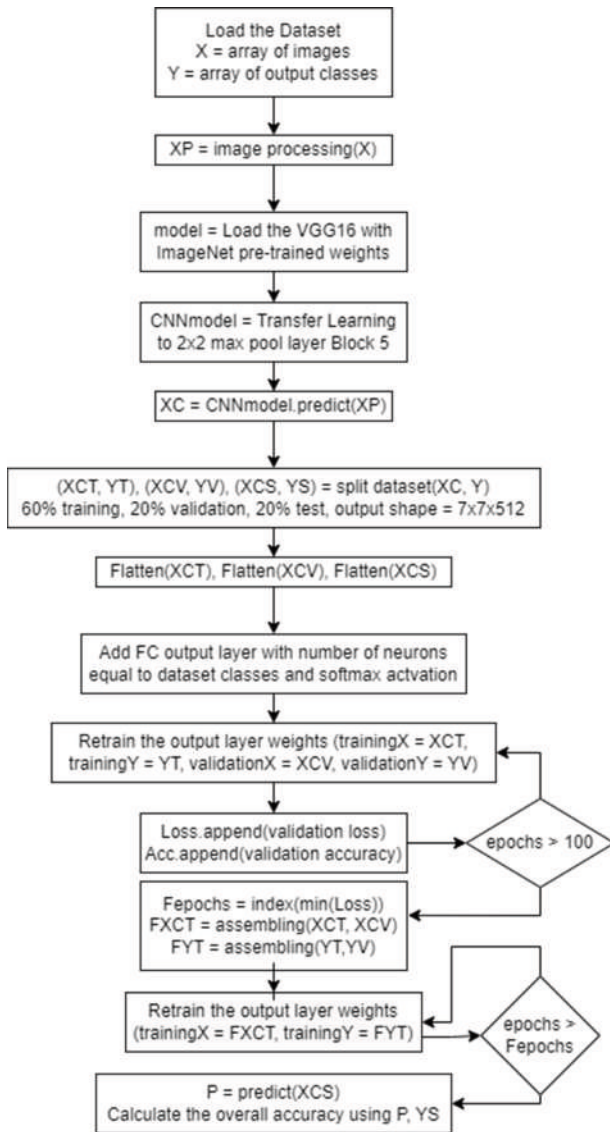 Load the Dataset
X = array of images
Y = array of output classes
XP = image processing(X)
model = Load the VGG16 with
ImageNet pre-trained weights
CNNmodel = Transfer Learning
to 2x2 max pool layer Block 5
XC = CNNmodel.predict(XP)
(XCT, YT), (XCV, YV), (XCS, YS) = split dataset(XC, Y)
60% training, 20% validation, 20% test, output shape = 7x7x512
Flatten(XCT), Flatten(XCV), Flatten(XCS)
Add FC output layer with number of neurons
equal to dataset classes and softmax actvation
Retrain the output layer weights (trainingX = XCT,
trainingY = YT, validationX = XCV, validationY = YV)
Loss.append(validation loss)
Acc.append(validation accuracy)
epochs > 100
Fepochs = index(min(Loss))
FXCT = assembling(XCT, XCV)
FYT = assembling(YT,YV)
Retrain the output layer weights
(trainingX = FXCT, trainingY = FYT)
epochs >
Fepochs
P = predict(XCS)
Calculate the overall accuracy using P, YS